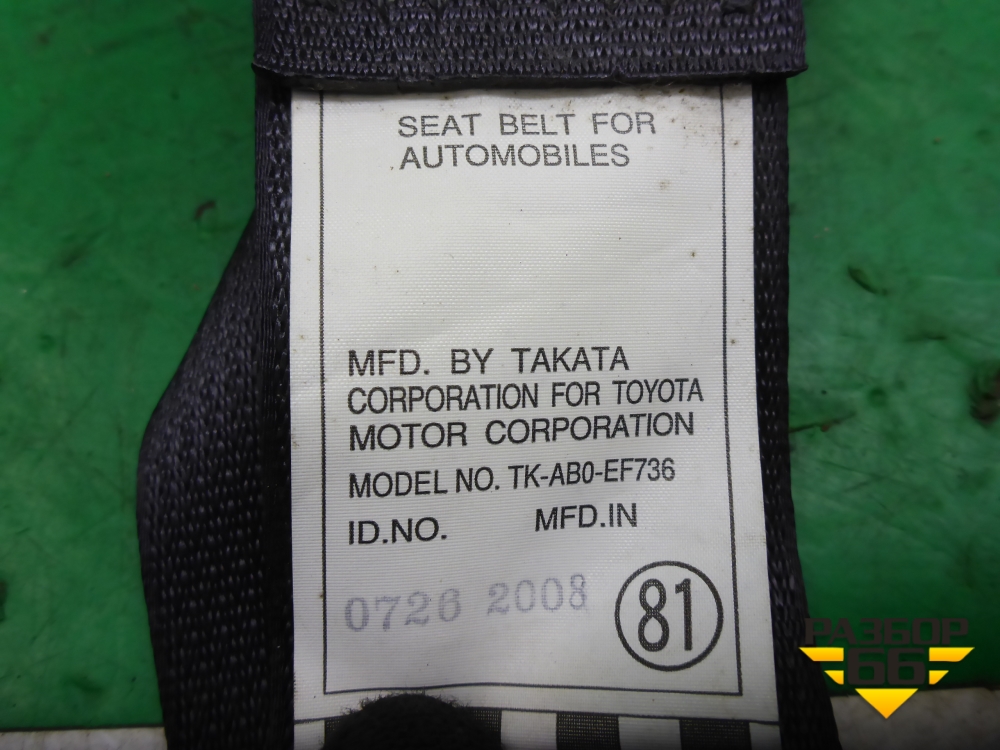 SEAT BELT FOR
AUTOMOBILES
MFD. BY TAKATA
CORPORATION FOR TOYOTA
MOTOR CORPORATION
MODEL NO. TK-AB0-EF736
ID.NO. MFD.IN
0726 2008 81
РАЗБОР
66